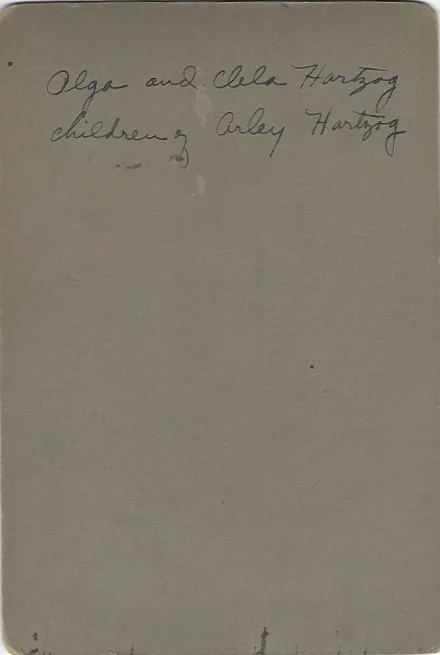 Olga and Clela Hartzog
children of Arley Hartzog